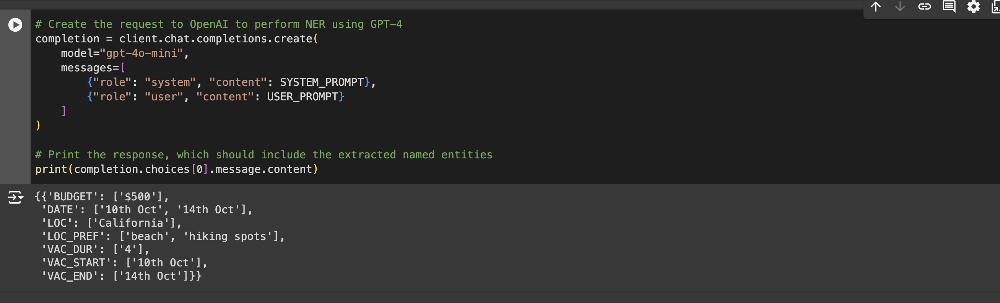 # Create the request to OpenAI to perform NER using GPT-4
completion = client.chat.completions.create(
    model="gpt-4o-mini",
    messages=[
        {"role": "system", "content": SYSTEM_PROMPT},
        {"role": "user", "content": USER_PROMPT}
    ]
)

# Print the response, which should include the extracted named entities
print(completion.choices[0].message.content)
{{'BUDGET': ['$500'],
 'DATE': ['10th Oct', '14th Oct'],
 'LOC': ['California'],
 'LOC_PREF': ['beach', 'hiking spots'],
 'VAC_DUR': ['4'],
 'VAC_START': ['10th Oct'],
 'VAC_END': ['14th Oct']}}